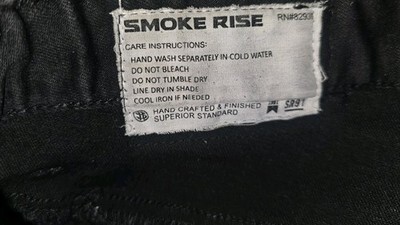 SMOKE RISE
CARE INSTRUCTIONS:
HAND WASH SEPARATELY IN COLD WATER
DO NOT BLEACH
DO NOT TUMBLE DRY
LINE DRY IN SHADE
COOL IRON IF NEEDED
HAND CRAFTED & FINISHED
SUPERIOR STANDARD